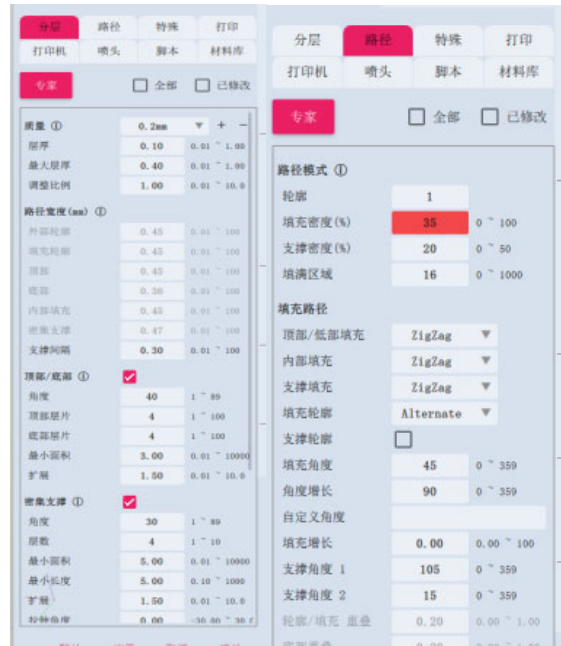 分层 路径 特殊 打印
打印机 喷头 脚本 材料库
专家 全部 已修改
质量 ⓘ 0.2mm + −
层厚 0.10 0.01 ~ 1.00
最大层厚 0.40 0.01 ~ 1.00
调整比例 1.00 0.01 ~ 10.0
路径宽度(mm) ⓘ
外部轮廓 0.45 0.01 ~ 100
填充轮廓 0.45 0.01 ~ 100
顶部 0.45 0.01 ~ 100
底部 0.36 0.01 ~ 100
内部填充 0.45 0.01 ~ 100
密集支撑 0.47 0.01 ~ 100
支撑间隔 0.30 0.01 ~ 100
顶部/底部 ⓘ
角度 40 1 ~ 89
顶部层片 4 1 ~ 100
底部层片 4 1 ~ 100
最小面积 3.00 0.01 ~ 10000
扩展 1.50 0.01 ~ 10.0
密集支撑 ⓘ
角度 30 1 ~ 89
层数 4 1 ~ 10
最小面积 5.00 0.01 ~ 10000
最小长度 5.00 0.10 ~ 1000
扩展 1.50 0.01 ~ 10.0
角度 0.00 -30.00 ~ 30.0
分层 路径 特殊 打印
打印机 喷头 脚本 材料库
专家 全部 已修改
路径模式 ⓘ
轮廓 1
填充密度(%) 35 0 ~ 100
支撑密度(%) 20 0 ~ 50
填满区域 16 0 ~ 1000
填充路径
顶部/低部填充 ZigZag
内部填充 ZigZag
支撑填充 ZigZag
填充轮廓 Alternate
支撑轮廓
填充角度 45 0 ~ 359
角度增长 90 0 ~ 359
自定义角度
填充增长 0.00 0.00 ~ 100
支撑角度 1 105 0 ~ 359
支撑角度 2 15 0 ~ 359
轮廓/填充 重叠 0.20 0.00 ~ 1.00